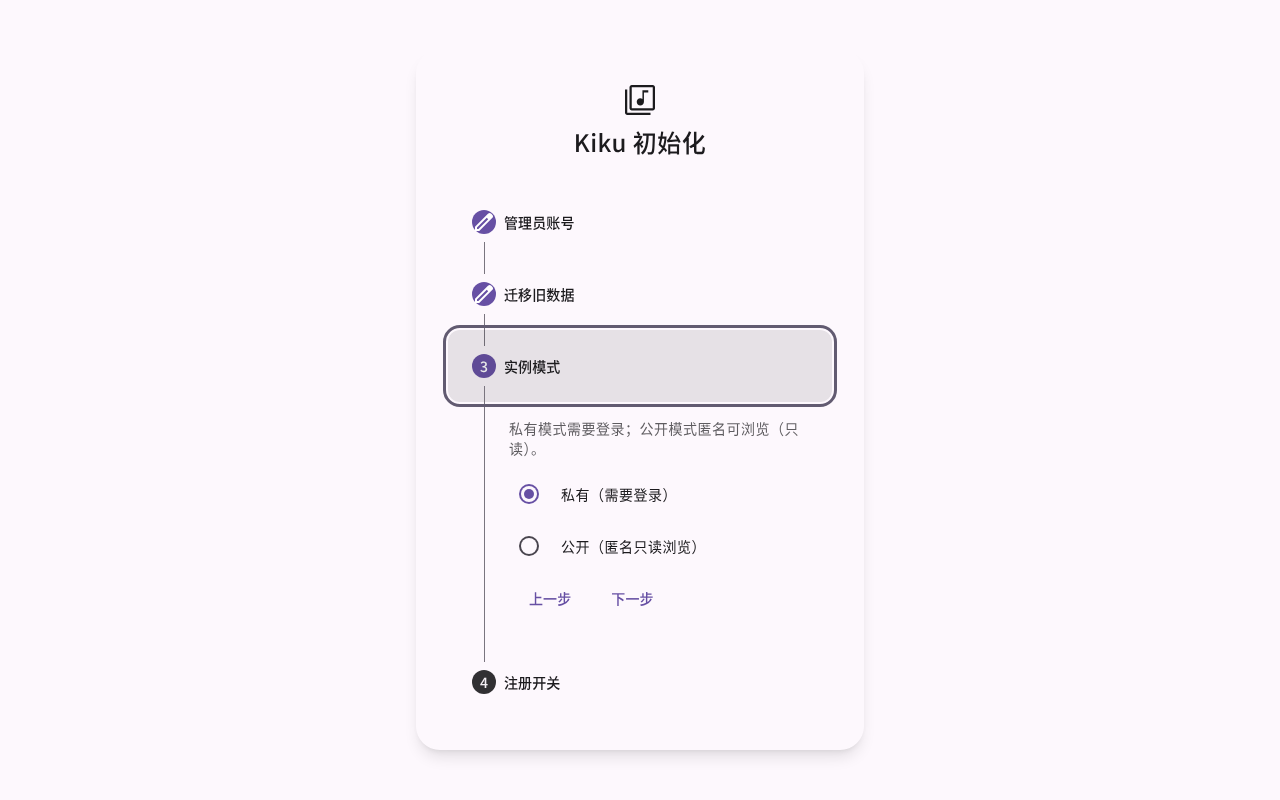 Kiku 初始化
管理员账号
迁移旧数据
3 实例模式
私有模式需要登录；公开模式匿名可浏览（只
读）。
私有（需要登录）
公开（匿名只读浏览）
上一步 下一步
4 注册开关